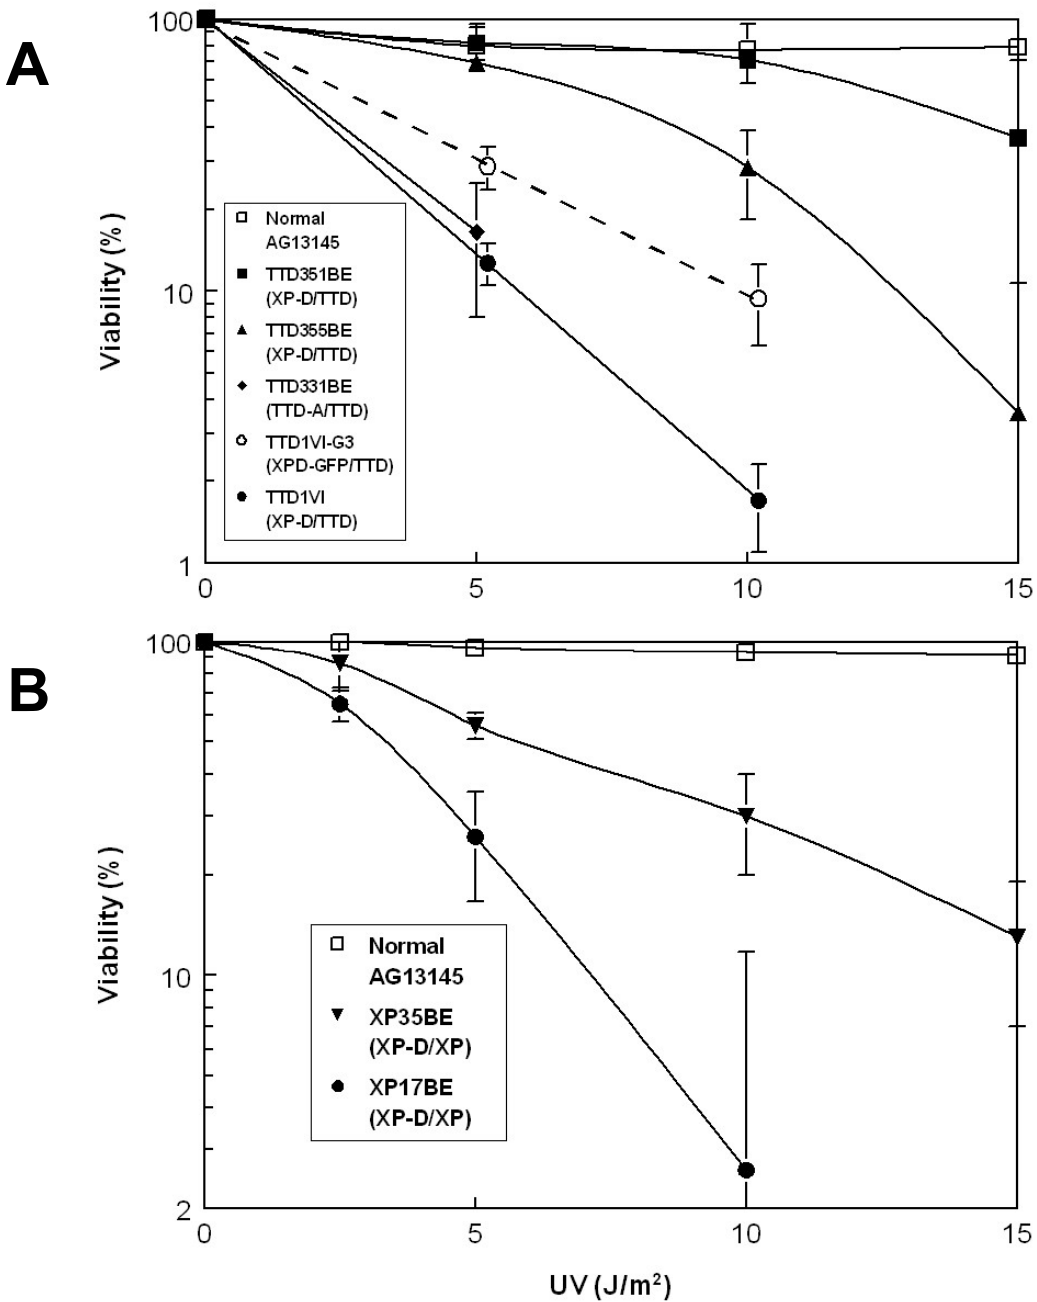 A
100
10
1
Viability (%)
Normal
AG13145
TTD351BE
(XP-D/TTD)
TTD355BE
(XP-D/TTD)
TTD331BE
(TTD-A/TTD)
TTD1VI-G3
(XPD-GFP/TTD)
TTD1VI
(XP-D/TTD)
0 5 10 15
B
100
10
2
Viability (%)
Normal
AG13145
XP35BE
(XP-D/XP)
XP17BE
(XP-D/XP)
0 5 10 15
UV (J/m²)